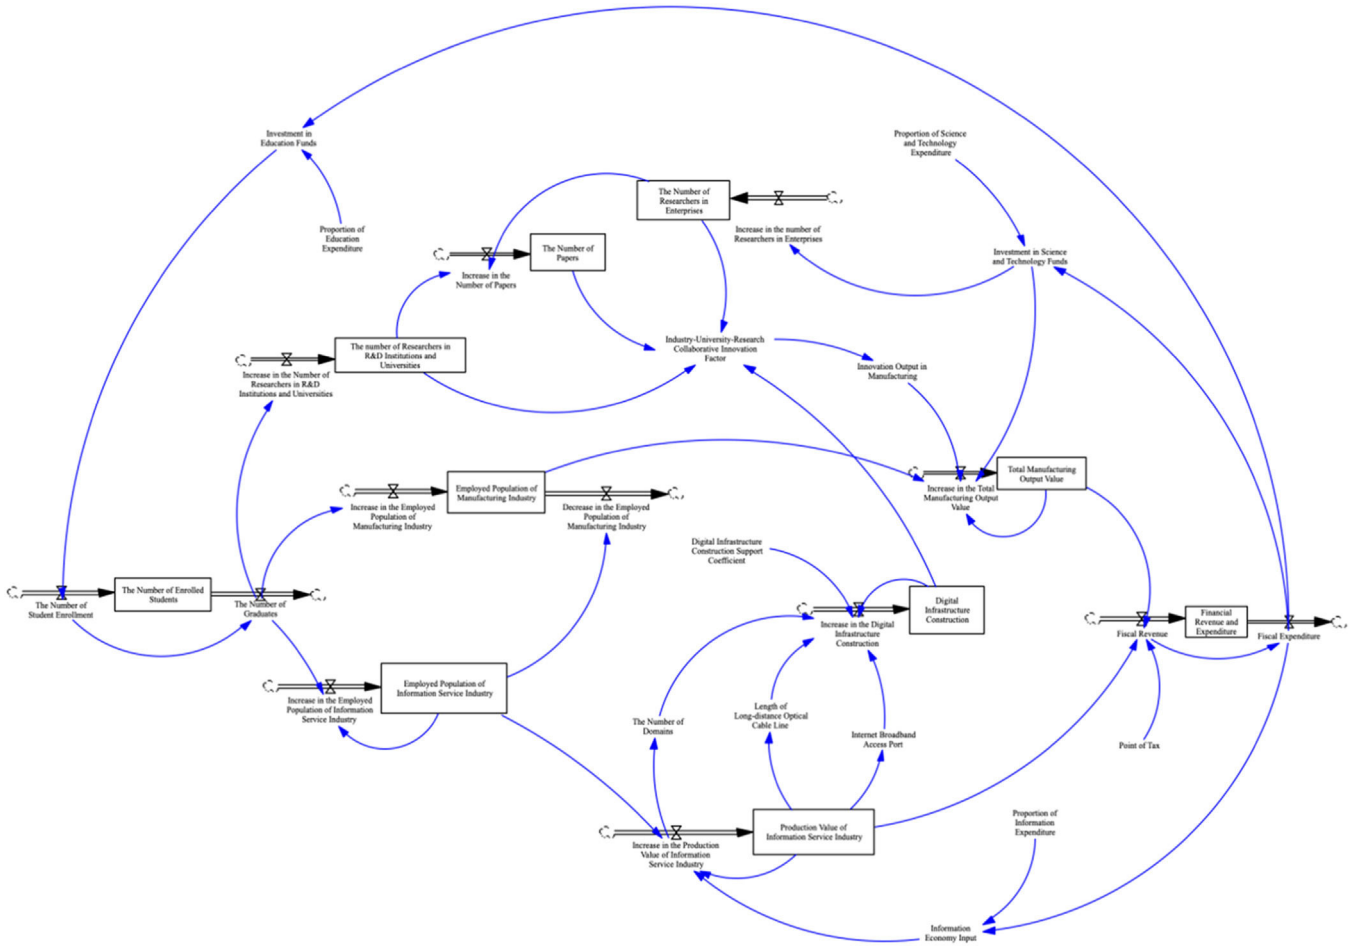 Investment in
Education Funds
Proportion of Science
and Technology
Expenditure
The Number of
Researchers in
Enterprises
Proportion of
Education
Expenditure
Increase in the number of
Researchers in Enterprises
The Number of
Papers
Investment in Science
and Technology Funds
Increase in the
Number of Papers
Industry-University-Research
Collaborative Innovation
Factor
The number of Researchers in
R&D Institutions and
Universities
Increase in the Number of
Researchers in R&D
Institutions and Universities
Innovation Output in
Manufacturing
Employed Population of
Manufacturing Industry
Total Manufacturing
Output Value
Increase in the Total
Manufacturing Output
Value
Increase in the Employed
Population of
Manufacturing Industry
Decrease in the Employed
Population of
Manufacturing Industry
Digital Infrastructure
Construction Support
Coefficient
The Number of Enrolled
Students
The Number of
Student Enrollment
The Number of
Graduates
Digital
Infrastructure
Construction
Increase in the Digital
Infrastructure
Construction
Financial
Revenue and
Expenditure
Fiscal Revenue
Fiscal Expenditure
Employed Population of
Information Service Industry
Increase in the Employed
Population of Information
Service Industry
The Number of
Domains
Length of
Long-distance Optical
Cable Line
Internet Broadband
Access Port
Point of Tax
Production Value of
Information Service Industry
Increase in the Production
Value of Information
Service Industry
Proportion of
Information
Expenditure
Information
Economy Input